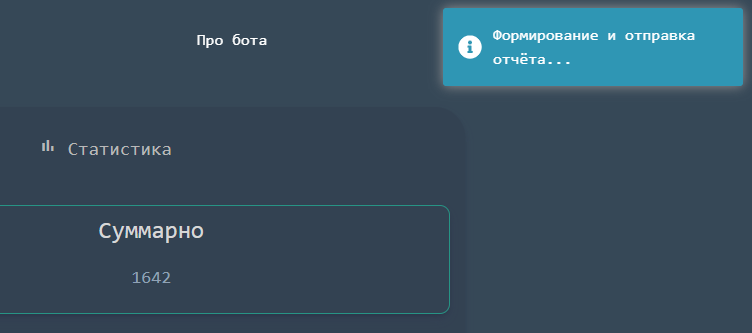 Про бота
Формирование и отправка
отчёта...
Статистика
Суммарно
1642